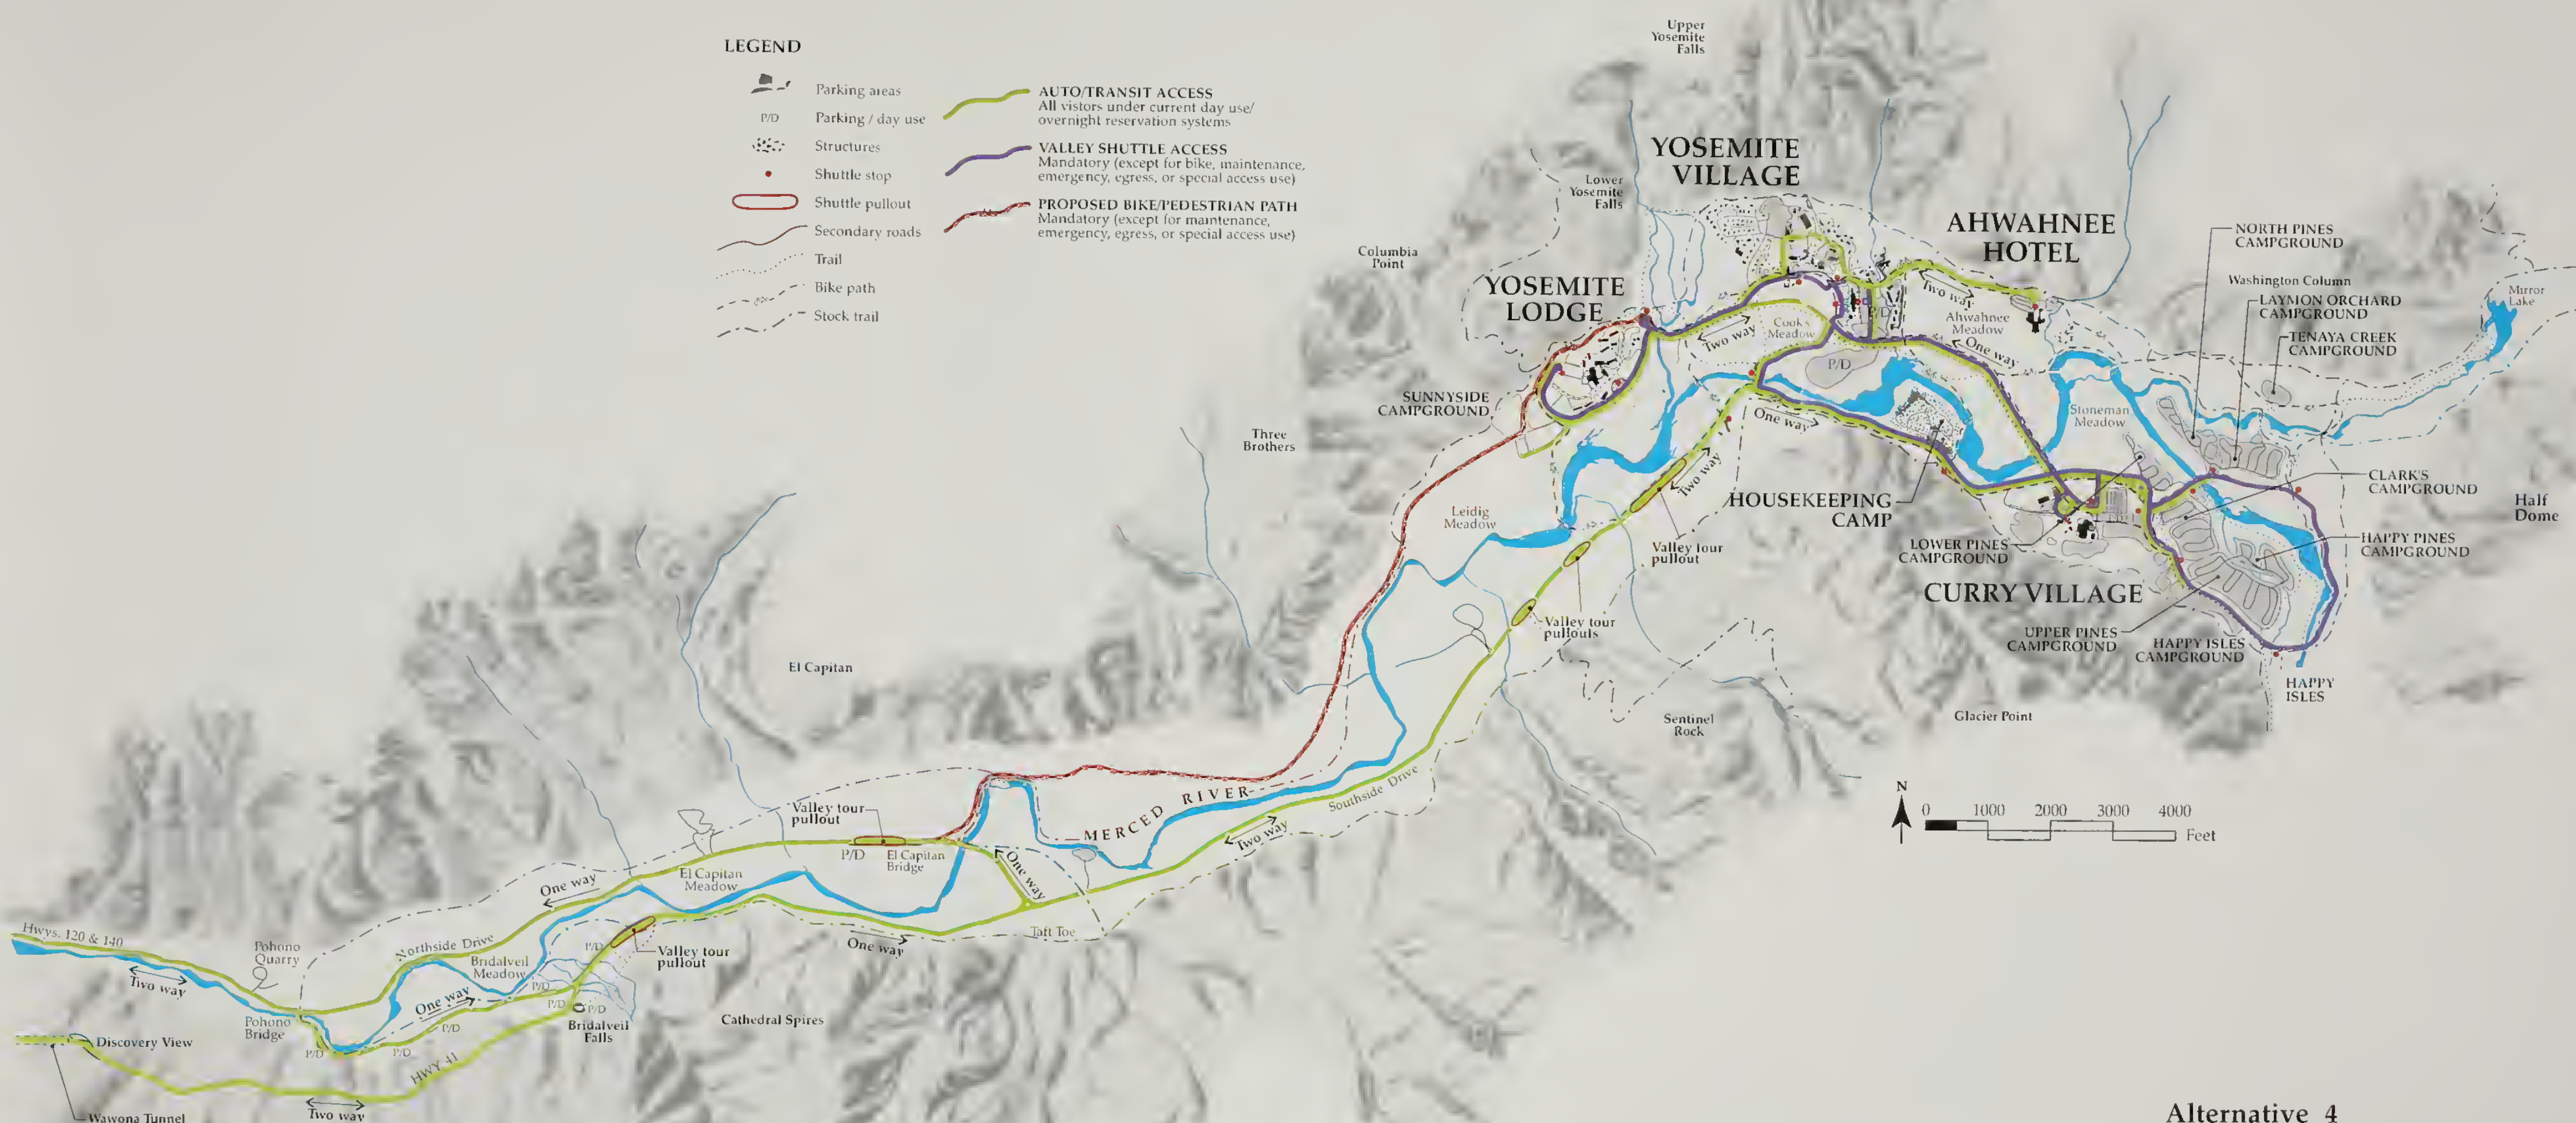 LEGEND
Parking areas
P/D
Parking / day use
Structures
Shuttle stop
Shuttle pullout
Secondary roads
Trail
Bike path
Stock trail
AUTO/TRANSIT ACCESS
All vistors under current day use/
overnight reservation systems
VALLEY SHUTTLE ACCESS
Mandatory (except for bike, maintenance,
emergency, egress, or special access use)
PROPOSED BIKE/PEDESTRIAN PATH
Mandatory (except for maintenance,
emergency, egress, or special access use)
Upper
Yosemite
Falls
YOSEMITE
VILLAGE
Lower
Yosemite
Falls
AHWAHNEE
HOTEL
NORTH PINES
CAMPGROUND
Columbia
Point
Washington Column
LAYMON ORCHARD
CAMPGROUND
Mirror
Lake
YOSEMITE
LODGE
Two way
Two way
Cook's
Meadow
P/D
Ahwahnee
Meadow
One way
TENAYA CREEK
CAMPGROUND
P/D
SUNNYSIDE
CAMPGROUND
Three
Brothers
One way
Stoneman
Meadow
Two way
HOUSEKEEPING
CAMP
CLARK'S
CAMPGROUND
Half
Dome
Leidig
Meadow
Valley tour
pullout
LOWER PINES
CAMPGROUND
HAPPY PINES
CAMPGROUND
CURRY VILLAGE
Valley tour
pullouts
UPPER PINES
CAMPGROUND
HAPPY ISLES
CAMPGROUND
HAPPY
ISLES
El Capitan
Sentinel
Rock
Glacier Point
Southside Drive
MERCED RIVER
Two way
N
0 1000 2000 3000 4000
Feet
Valley tour
pullout
P/D
El Capitan
Bridge
One way
One way
El Capitan
Meadow
Hwys. 120 & 140
Pohono
Quarry
Northside Drive
Bridalveil
Meadow
P/D
Valley tour
pullout
One way
Taft Toe
Two way
One way
P/D
P/D
P/D
P/D
Pohono
Bridge
Bridalveil
Falls
Cathedral Spires
Discovery View
P/D
P/D
HWY 41
Two way
Wawona Tunnel
Alternative 4